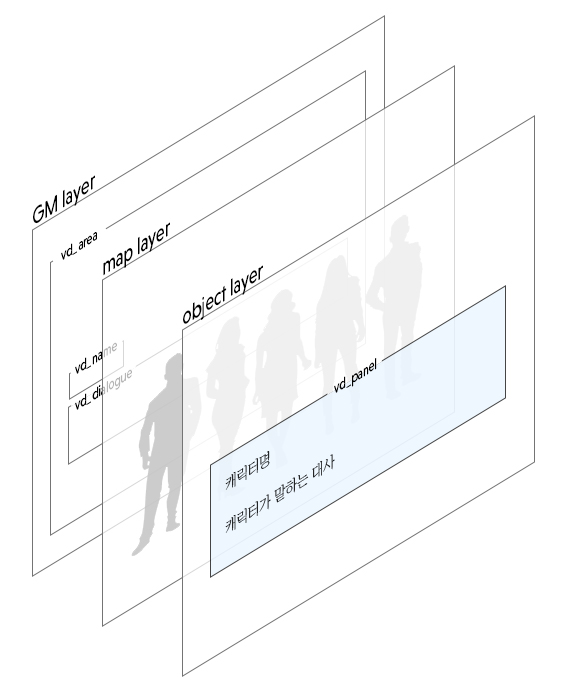 GM layer
vd_area
map layer
object layer
vd_name
vd_dialogue
vd_panel
캐릭터명
캐릭터가 말하는 대사